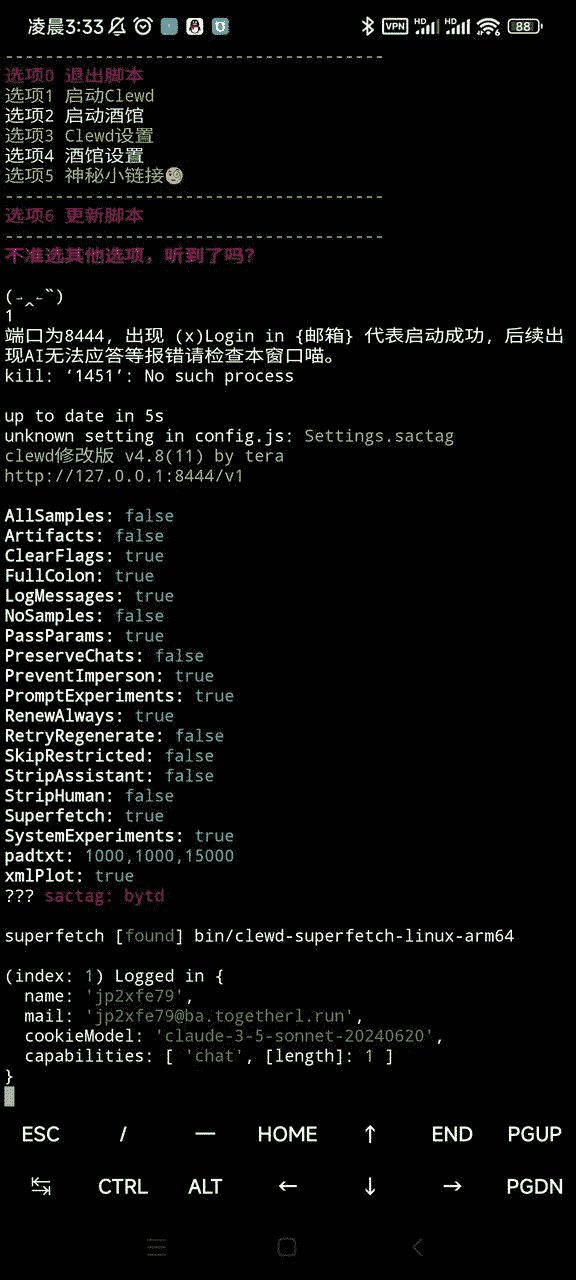 凌晨3:33 VPN HD HD 88
--------------------------------------
选项0 退出脚本
选项1 启动Clewd
选项2 启动酒馆
选项3 Clewd设置
选项4 酒馆设置
选项5 神秘小链接🧐
--------------------------------------
选项6 更新脚本
--------------------------------------
不准选其他选项，听到了吗？
1
端口为8444, 出现 (x)Login in {邮箱} 代表启动成功, 后续出
现AI无法应答等报错请检查本窗口喵。
kill: ‘1451’: No such process
up to date in 5s
unknown setting in config.js: Settings.sactag
clewd修改版 v4.8(11) by tera
http://127.0.0.1:8444/v1
AllSamples: false
Artifacts: false
ClearFlags: true
FullColon: true
LogMessages: true
NoSamples: false
PassParams: true
PreserveChats: false
PreventImperson: true
PromptExperiments: true
RenewAlways: true
RetryRegenerate: false
SkipRestricted: false
StripAssistant: false
StripHuman: false
Superfetch: true
SystemExperiments: true
padtxt: 1000,1000,15000
xmlPlot: true
??? sactag: bytd
superfetch [found] bin/clewd-superfetch-linux-arm64
(index: 1) Logged in {
name: 'jp2xfe79',
mail: 'jp2xfe79@ba.togetherl.run',
cookieModel: 'claude-3-5-sonnet-20240620',
capabilities: [ 'chat', [length]: 1 ]
}
ESC / — HOME ↑ END PGUP
↹ CTRL ALT ← ↓ → PGDN